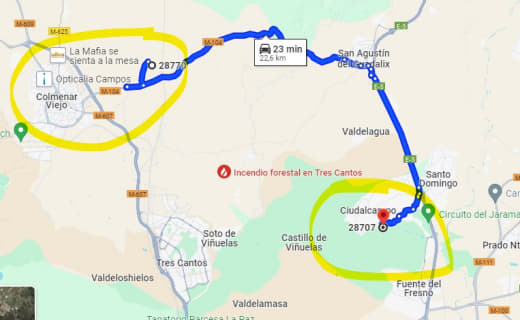 M-609
M-625
La Mafia se
sienta a la mesa
28770
Opticalia Campos
Colmenar
Viejo
M-104
M-104
M-607
23 min
22,6 km
E-5
San Agustín
del Guadalix
E-5
Valdelagua
E-5
Incendio forestal en Tres Cantos
M-607
Santo
Domingo
Ciudalcampo
28707
Circuito del Jarama
Soto de
Viñuelas
Castillo de
Viñuelas
Tres Cantos
Prado Nt
M-111
Valdeloshielos
Fuente del
Fresno
Valdelamasa
M-100
Tanatorio Parcesa La Paz